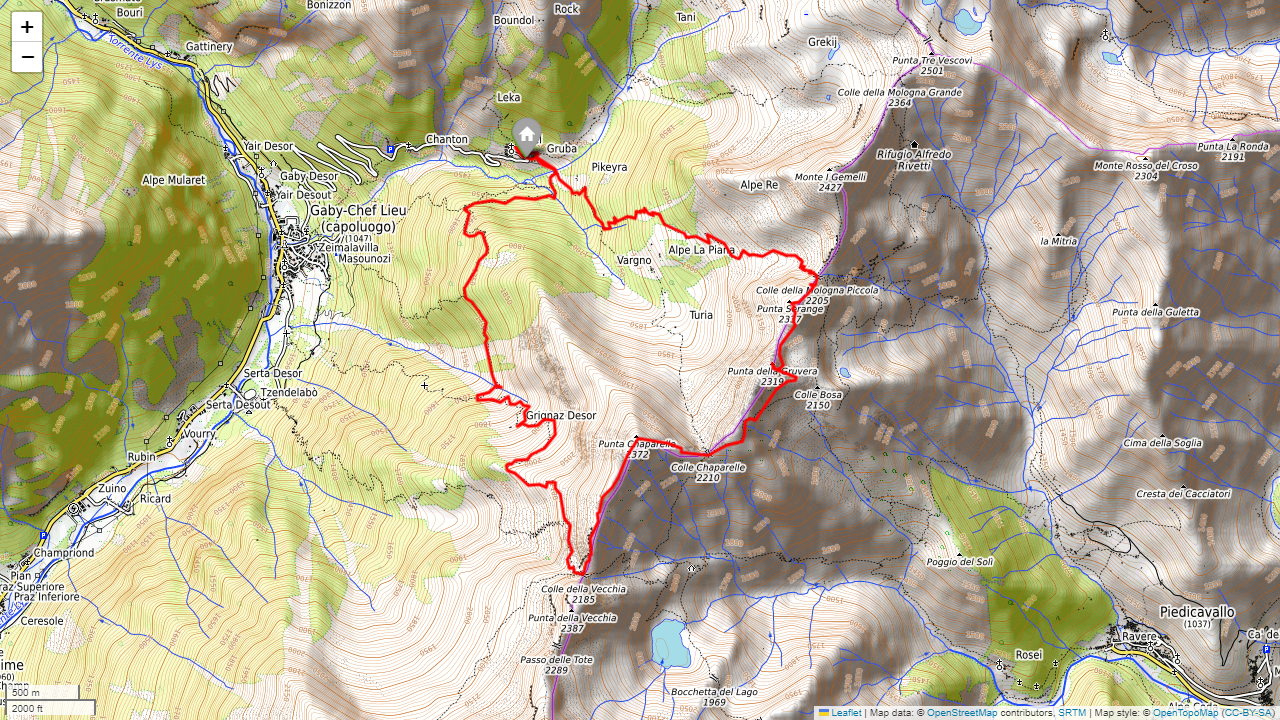 +
−
Bouri
Bonizzon
Rock
Boundol
Tani
Gattinery
Torrente Lys
Grekij
Punta Tre Vescovi
2501
Leka
Colle della Mologna Grande
2364
Yair Desor
Chanton
Gruba
Rifugio Alfredo
Rivetti
Punta La Ronda
2191
Alpe Mularet
Gaby Desor
Pikeyra
Monte I Gemelli
2427
Monte Rosso del Croso
2304
Yair Desout
Alpe Re
Gaby-Chef Lieu
(capoluogo)
(1047)
Zeimalavilla
Masounozi
Alpe La Piana
Vargno
la Mitria
Colle della Mologna Piccola
2205
Punta Serange
Turia
Punta della Guletta
Serta Desor
Punta della Gruvera
2319
Tzendelabò
Colle Bosa
2150
Serta Desout
Grignaz Desor
Vourry
Punta Chaparelle
2372
Cima della Soglia
Rubin
Colle Chaparelle
2210
Zuino
Ricard
Cresta dei Cacciatori
Champriond
Poggio del Soli
Pian
Praz Inferiore
Colle della Vecchia
2185
Ceresole
Punta della Vecchia
2387
Piedicavallo
(1037)
Ravere
Rosei
Passo delle Tote
2289
Bocchetta del Lago
1969
500 m
2000 ft
Leaflet | Map data: © OpenStreetMap contributors, SRTM | Map style: © OpenTopoMap (CC-BY-SA)